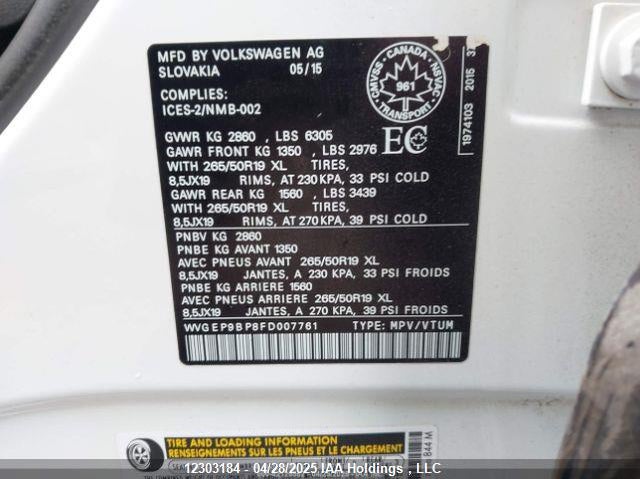 MFD BY VOLKSWAGEN AG
SLOVAKIA 05/15
COMPLIES:
ICES-2/NMB-002
CANADA
CMVSS NSVAC
961
TRANSPORT
EC
1974103 2015
GVWR KG 2860 , LBS 6305
GAWR FRONT KG 1350 , LBS 2976
WITH 265/50R19 XL TIRES,
8,5JX19 RIMS, AT 230 KPA, 33 PSI COLD
GAWR REAR KG 1560 , LBS 3439
WITH 265/50R19 XL TIRES,
8,5JX19 RIMS, AT 270 KPA, 39 PSI COLD
PNBV KG 2860
PNBE KG AVANT 1350
AVEC PNEUS AVANT 265/50R19 XL
8,5JX19 JANTES, A 230 KPA, 33 PSI FROIDS
PNBE KG ARRIERE 1560
AVEC PNEUS ARRIERE 265/50R19 XL
8,5JX19 JANTES, A 270 KPA, 39 PSI FROIDS
WVGEP9BP8FD007761 TYPE: MPV/VTUM
TIRE AND LOADING INFORMATION
RENSEIGNEMENTS SUR LES PNEUS ET LE CHARGEMENT
844 M
12303184 - 04/28/2025 IAA Holdings , LLC